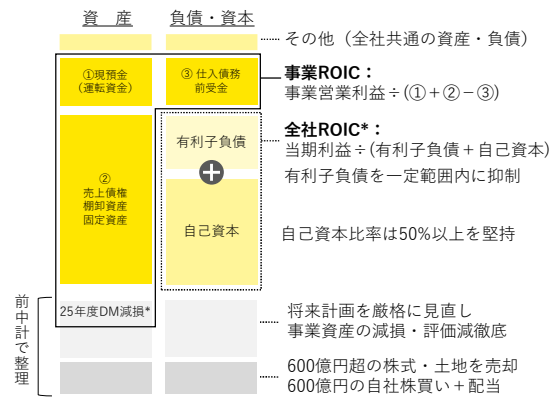 資　産
負債・資本
その他（全社共通の資産・負債）
①現預金
（運転資金）
③ 仕入債務
前受金
事業ROIC：
事業営業利益÷(①＋②－③)
②
売上債権
棚卸資産
固定資産
有利子負債
自己資本
全社ROIC*：
当期利益÷(有利子負債＋自己資本)
有利子負債を一定範囲内に抑制
自己資本比率は50%以上を堅持
前中計で整理
25年度DM減損*
将来計画を厳格に見直し
事業資産の減損・評価減徹底
600億円超の株式・土地を売却
600億円の自社株買い＋配当